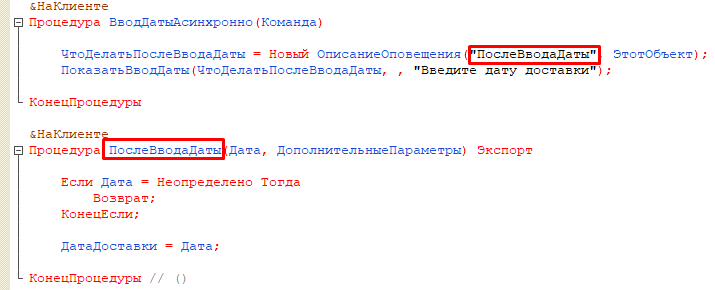 &НаКлиенте
Процедура ВводДатыАсинхронно(Команда)
ЧтоДелатьПослеВводаДаты = Новый ОписаниеОповещения("ПослеВводаДаты" ЭтотОбъект);
ПоказатьВводДаты(ЧтоДелатьПослеВводаДаты, , "Введите дату доставки");
КонецПроцедуры
&НаКлиенте
Процедура ПослеВводаДаты(Дата, ДополнительныеПараметры) Экспорт
Если Дата = Неопределено Тогда
Возврат;
КонецЕсли;
ДатаДоставки = Дата;
КонецПроцедуры // ()